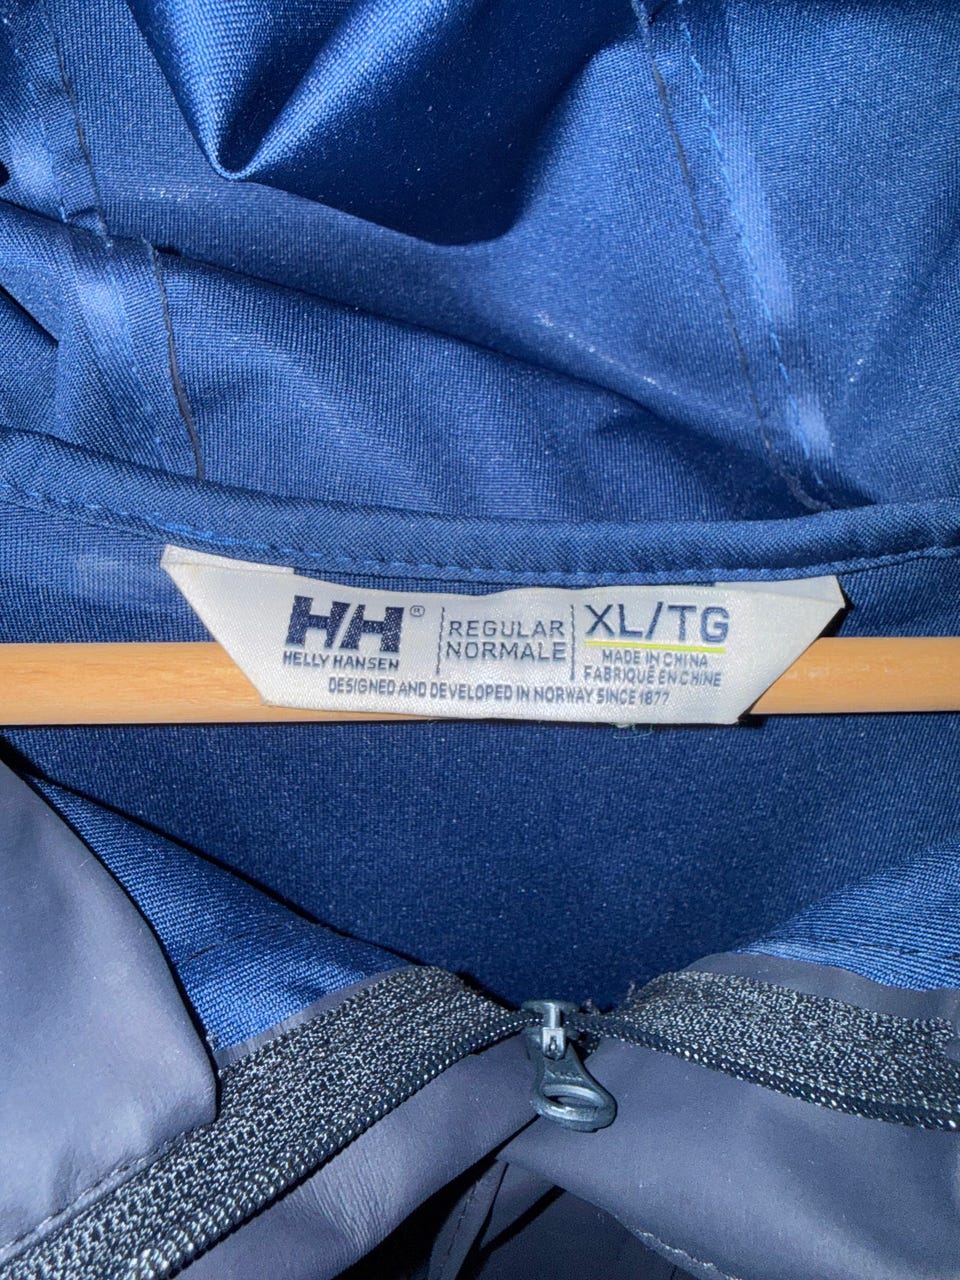 HH®
HELLY HANSEN
REGULAR
NORMALE
XL/TG
MADE IN CHINA
FABRIQUÉ EN CHINE
DESIGNED AND DEVELOPED IN NORWAY SINCE 1877